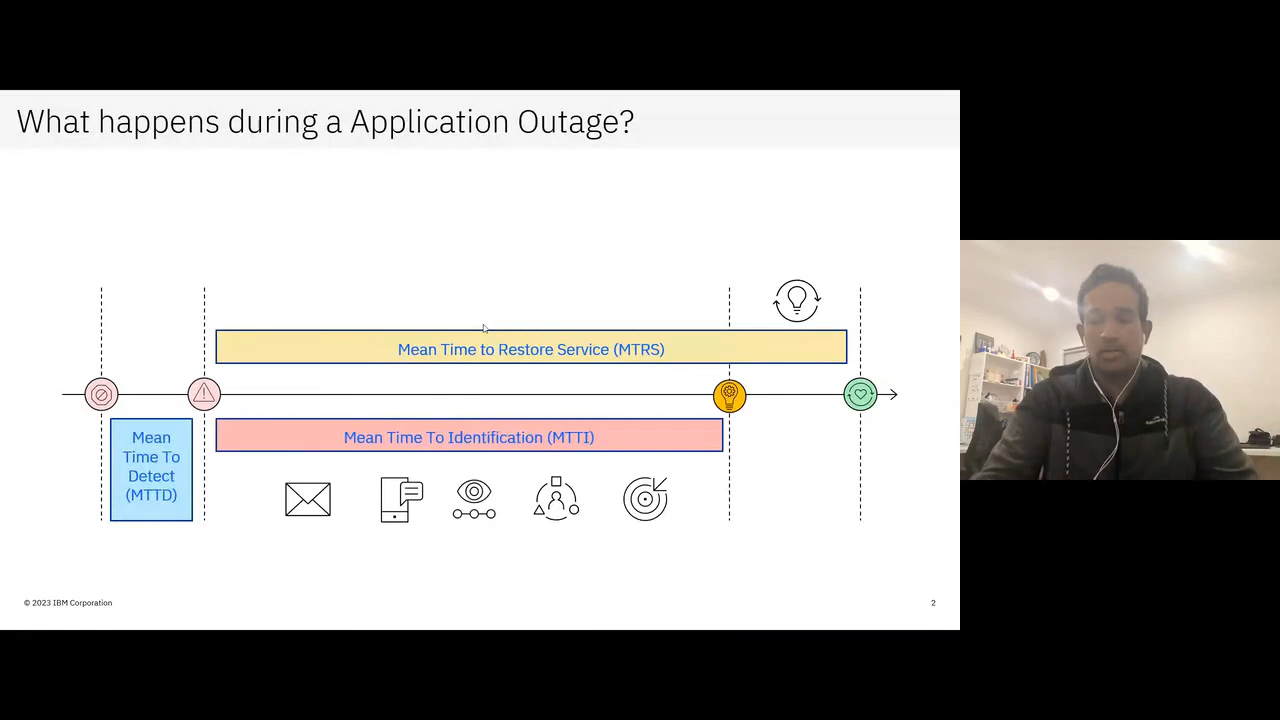 What happens during a Application Outage?
Mean Time to Restore Service (MTRS)
Mean
Time To
Detect
(MTTD)
Mean Time To Identification (MTTI)
© 2023 IBM Corporation
2